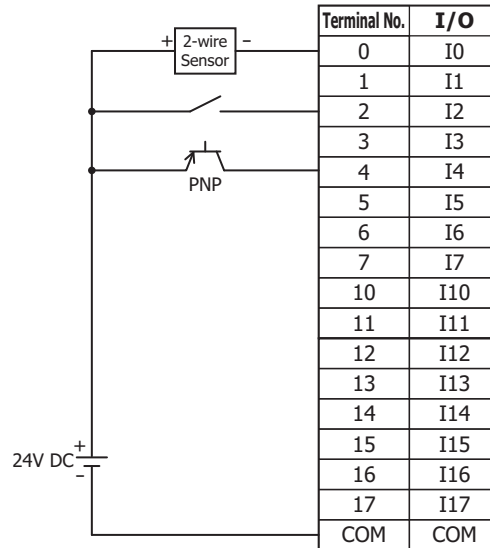 Terminal No. I/O
+ 2-wire Sensor –
0 I0
1 I1
2 I2
3 I3
4 I4
PNP
5 I5
6 I6
7 I7
10 I10
11 I11
12 I12
13 I13
14 I14
15 I15
+
24V DC
–
16 I16
17 I17
COM COM